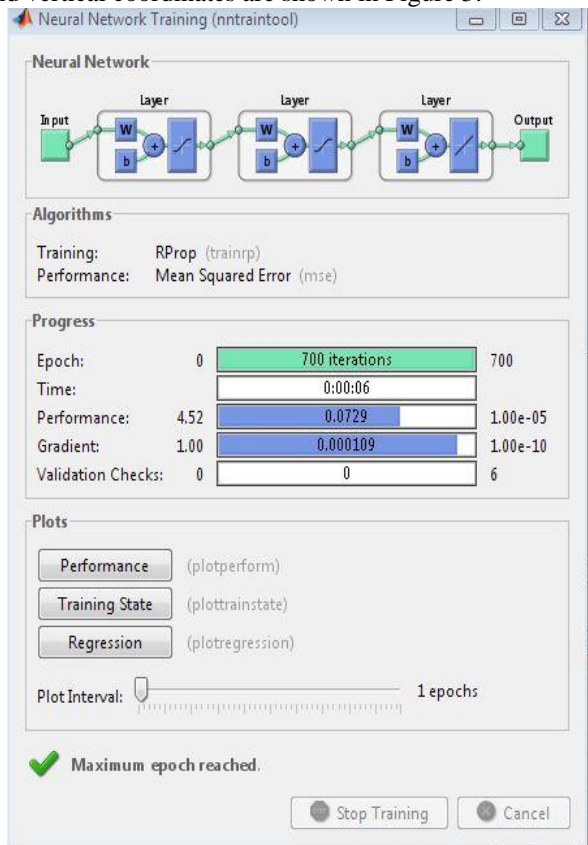 nd vertical coordinates are shown in Figure 3.
Neural Network Training (nntraintool)
Neural Network
Layer Layer Layer
Input Output
W W W
b b b
Algorithms
Training: RProp (trainrp)
Performance: Mean Squared Error (mse)
Progress
Epoch: 0 700 iterations 700
Time: 0:00:06
Performance: 4.52 0.0729 1.00e-05
Gradient: 1.00 0.000109 1.00e-10
Validation Checks: 0 0 6
Plots
Performance (plotperform)
Training State (plottrainstate)
Regression (plotregression)
Plot Interval: 1 epochs
Maximum epoch reached.
Stop Training Cancel